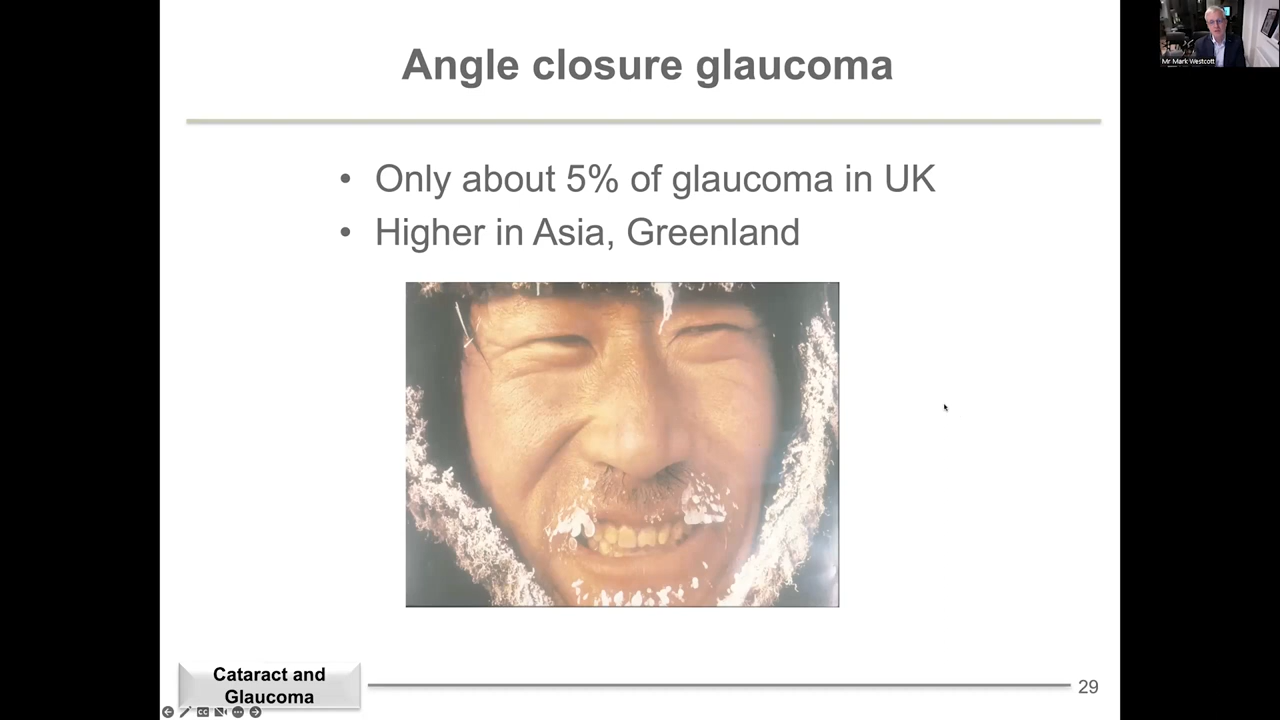 Angle closure glaucoma
Mr Mark Westcott
• Only about 5% of glaucoma in UK
• Higher in Asia, Greenland
Cataract and
Glaucoma
29